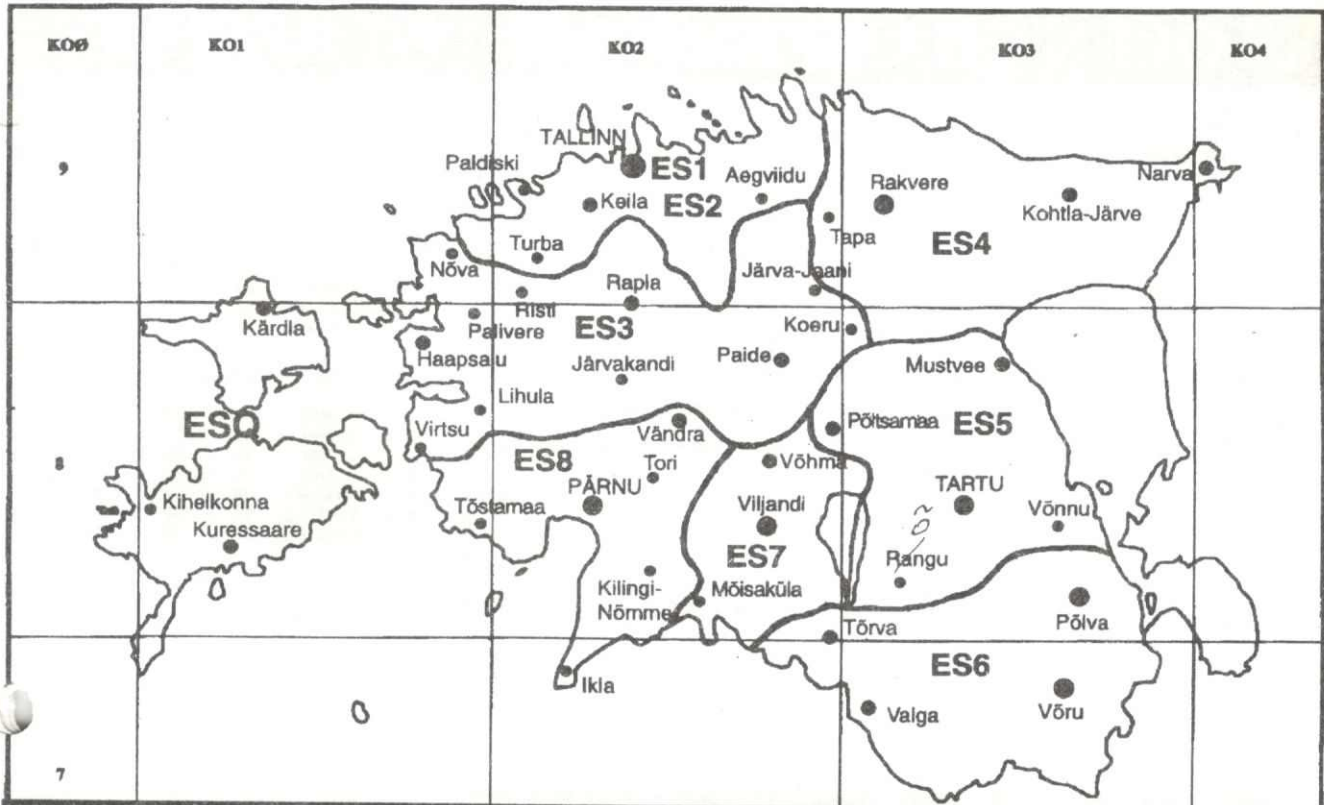 KOØ KO1 KO2 KO3 KO4
TALLINN
9
Paldiski
ES1
Aegviidu
Rakvere
Narva
Keila
ES2
Kohtla-Järve
Tapa
ES4
Turba
Nõva
Järva-Jaani
Rapla
Risti
Kärdla
Palivere
ES3
Koeru
Haapsalu
Paide
Mustvee
Järvakandi
Lihula
ESO
Virtsu
Vändra
Põltsamaa
ES5
8
ES8
Tori
Võhma
PÄRNU
TARTU
Kihelkonna
Tõstamaa
Viljandi
Võnnu
Kuressaare
õ
ES7
Rangu
Kilingi-
Nõmme
Mõisaküla
Põlva
Tõrva
ES6
Ikla
Võru
Valga
7